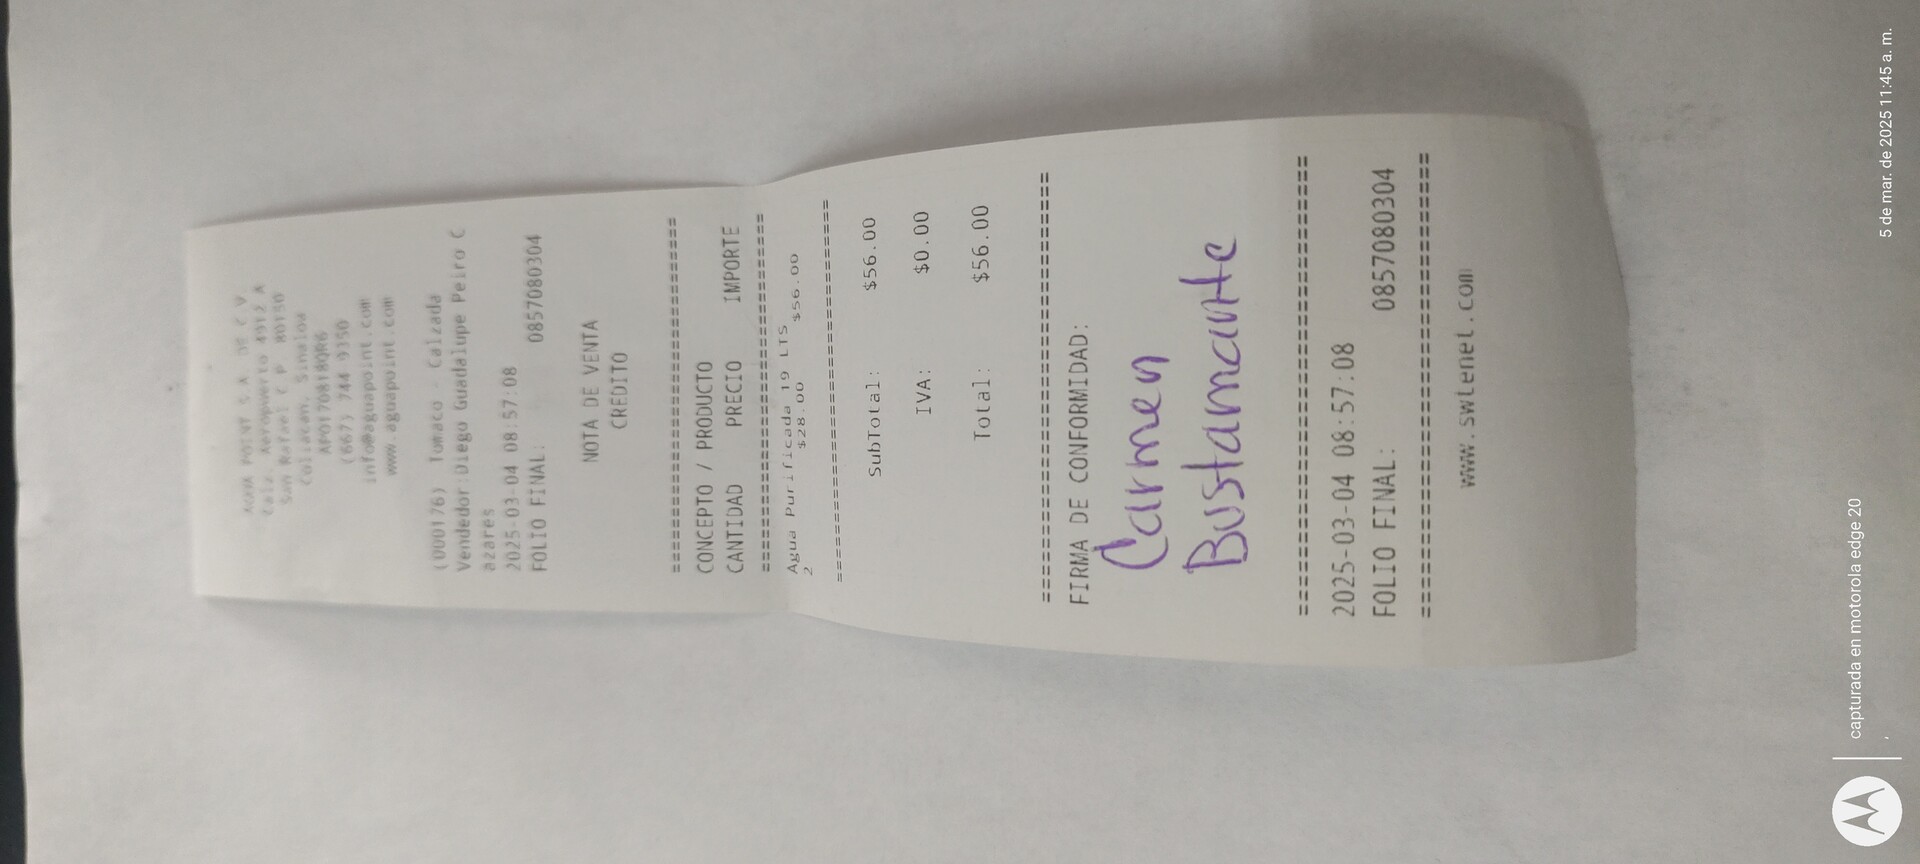 AGUA POINT S.A. DE C.V.
Calz. Aeropuerto 4912 A
San Rafael C.P. 80150
Culiacan, Sinaloa
(667) 744 9350
info@aguapoint.com
www.aguapoint.com
(000176) Tomaco - Calzada
Vendedor:Diego Guadalupe Peiro C
azares
2025-03-04 08:57:08
FOLIO FINAL: 0857080304
NOTA DE VENTA
CREDITO
================================
CONCEPTO / PRODUCTO
CANTIDAD PRECIO IMPORTE
================================
Agua Purificada 19 LTS
2 $28.00 $56.00
================================
SubTotal: $56.00
IVA: $0.00
Total: $56.00
================================
FIRMA DE CONFORMIDAD:
Carmen
Bustamante
================================
2025-03-04 08:57:08
FOLIO FINAL: 0857080304
================================
www.swtenet.com
capturada en motorola edge 20
5 de mar. de 2025 11:45 a. m.